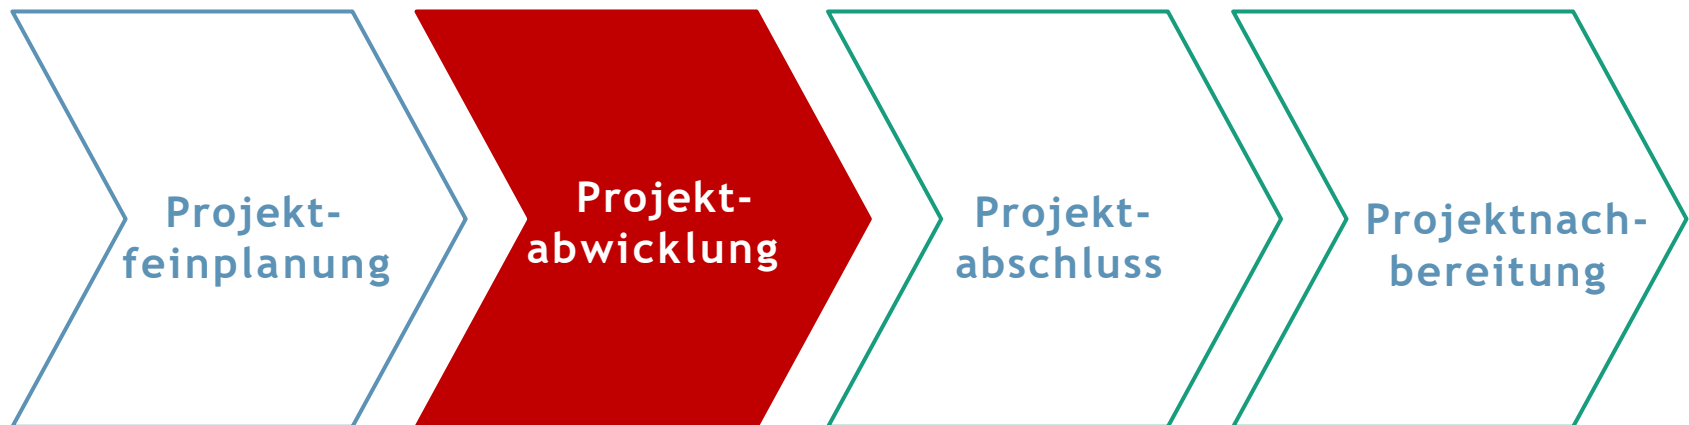 Projekt-
feinplanung
Projekt-
abwicklung
Projekt-
abschluss
Projektnach-
bereitung